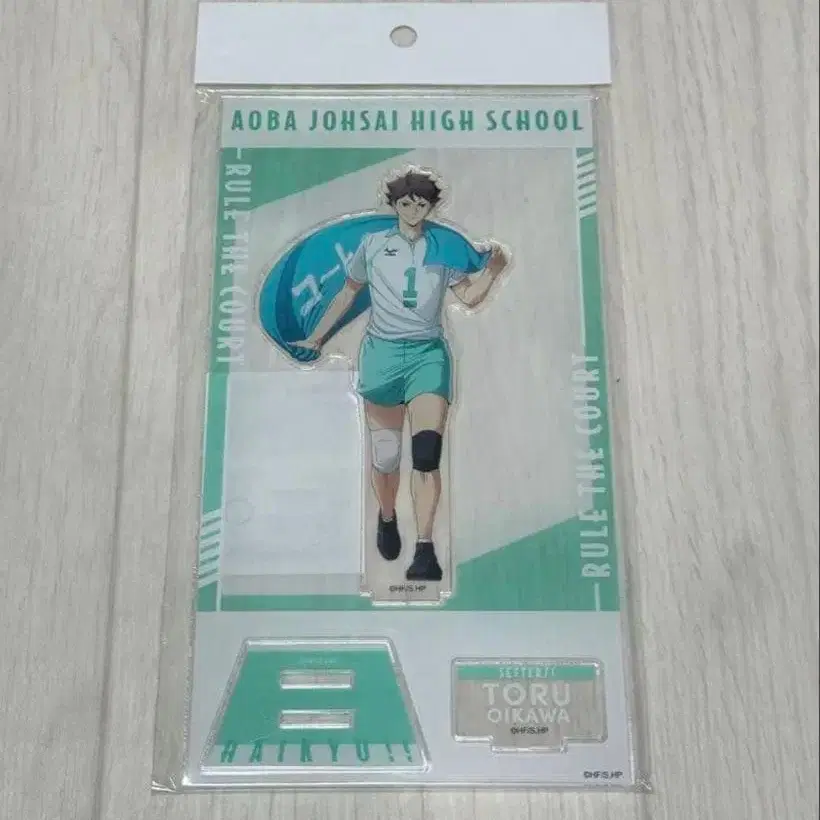 AOBA JOHSAI HIGH SCHOOL
RULE THE COURT
コート
1
RULE THE COURT
©HF/S,HP
SETTER//
TORU
OIKAWA
©HF/S,HP
HAIKYU!!
©HF/S,HP